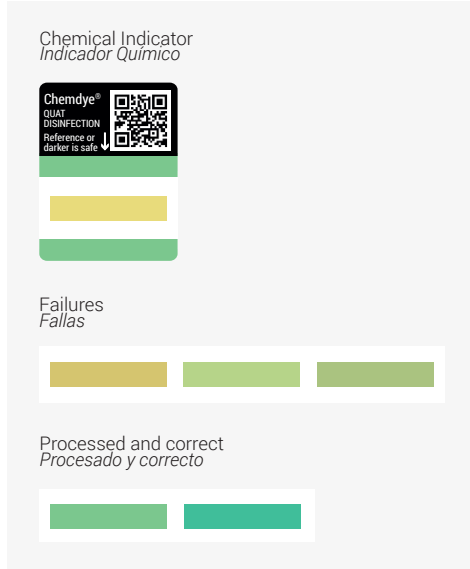 Chemical Indicator
Indicador Químico
Chemdye®
QUAT
DISINFECTION
Reference or
darker is safe
Failures
Fallas
Processed and correct
Procesado y correcto